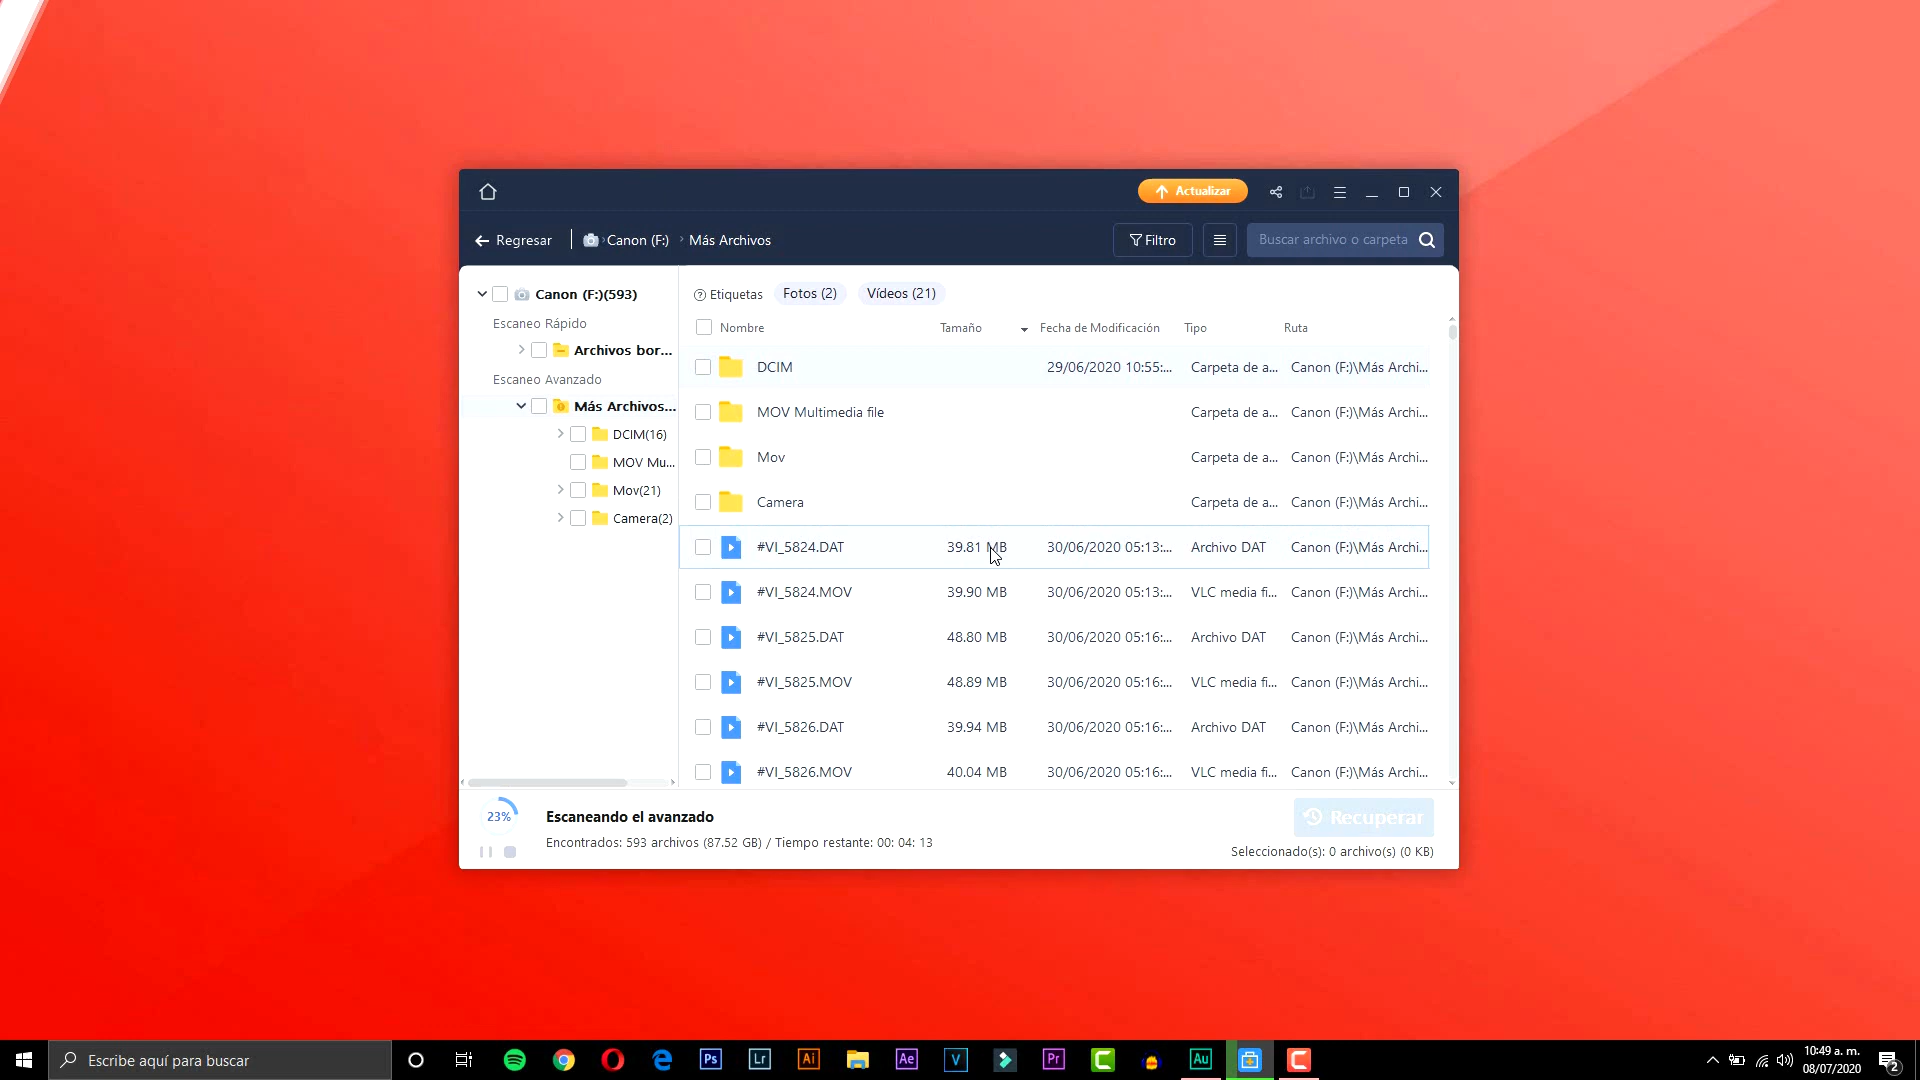 Actualizar
Regresar Canon (F:) Más Archivos Filtro Buscar archivo o carpeta
Canon (F:)(593)
Escaneo Rápido
Archivos bor...
Escaneo Avanzado
Más Archivos...
DCIM(16)
MOV Mu...
Mov(21)
Camera(2)
Etiquetas Fotos (2) Vídeos (21)
Nombre Tamaño Fecha de Modificación Tipo Ruta
DCIM 29/06/2020 10:55:... Carpeta de a... Canon (F:)\Más Archi...
MOV Multimedia file Carpeta de a... Canon (F:)\Más Archi...
Mov Carpeta de a... Canon (F:)\Más Archi...
Camera Carpeta de a... Canon (F:)\Más Archi...
#VI_5824.DAT 39.81 MB 30/06/2020 05:13:... Archivo DAT Canon (F:)\Más Archi...
#VI_5824.MOV 39.90 MB 30/06/2020 05:13:... VLC media fi... Canon (F:)\Más Archi...
#VI_5825.DAT 48.80 MB 30/06/2020 05:16:... Archivo DAT Canon (F:)\Más Archi...
#VI_5825.MOV 48.89 MB 30/06/2020 05:16:... VLC media fi... Canon (F:)\Más Archi...
#VI_5826.DAT 39.94 MB 30/06/2020 05:16:... Archivo DAT Canon (F:)\Más Archi...
#VI_5826.MOV 40.04 MB 30/06/2020 05:16:... VLC media fi... Canon (F:)\Más Archi...
23% Escaneando el avanzado Recuperar
Encontrados: 593 archivos (87.52 GB) / Tiempo restante: 00: 04: 13
Seleccionado(s): 0 archivo(s) (0 KB)
Escribe aquí para buscar Ps Lr Ai Ae V Pr Au 10:49 a. m.
08/07/2020 2